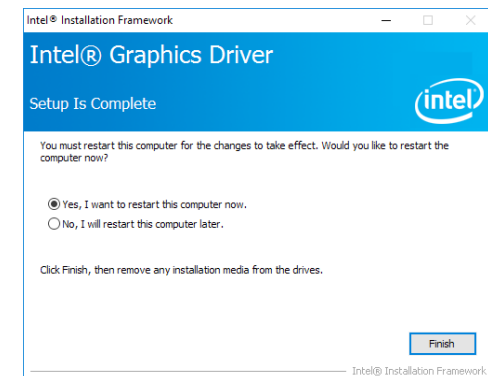 Intel® Installation Framework
Intel® Graphics Driver
Setup Is Complete
intel
You must restart this computer for the changes to take effect. Would you like to restart the
computer now?
Yes, I want to restart this computer now.
No, I will restart this computer later.
Click Finish, then remove any installation media from the drives.
Finish
Intel® Installation Framework